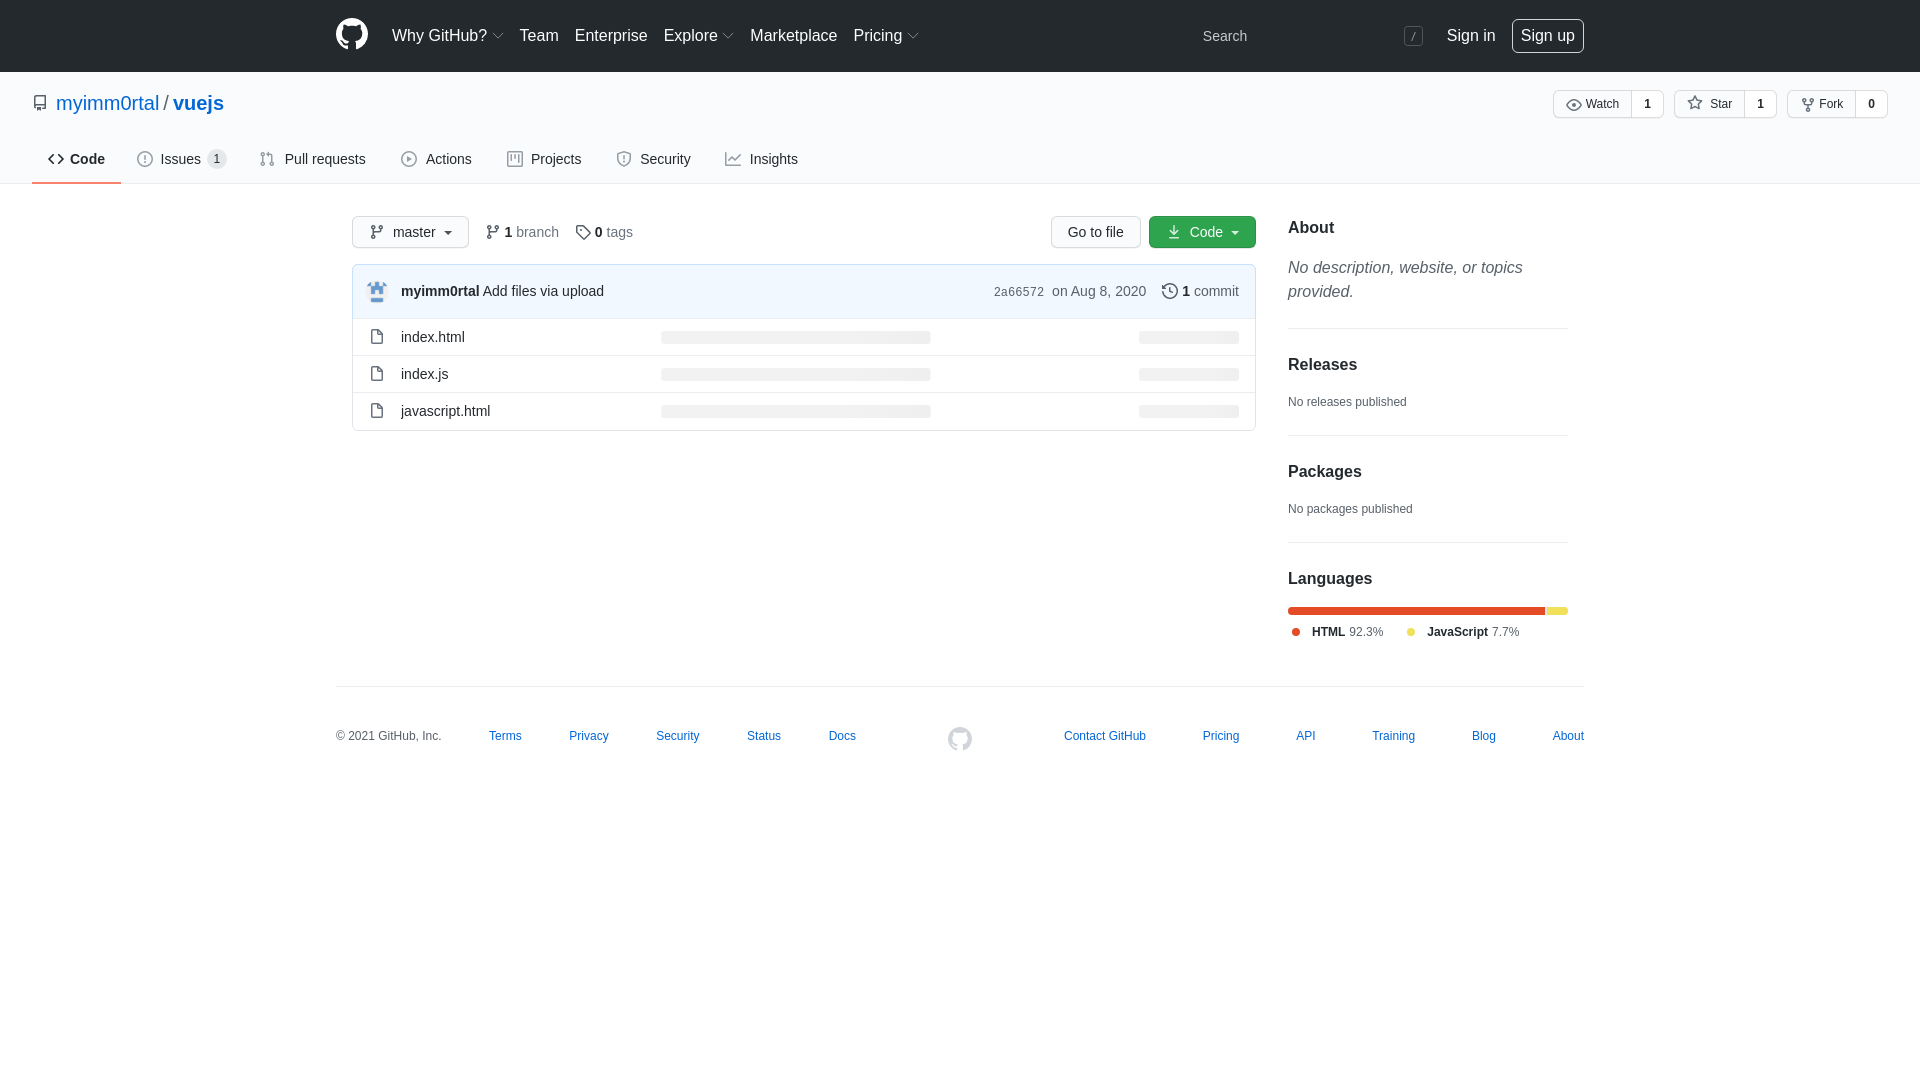 Why GitHub? Team Enterprise Explore Marketplace Pricing Search / Sign in Sign up
myimm0rtal / vuejs Watch 1 Star 1 Fork 0
Code Issues 1 Pull requests Actions Projects Security Insights
master 1 branch 0 tags Go to file Code
myimm0rtal Add files via upload 2a66572 on Aug 8, 2020 1 commit
index.html
index.js
javascript.html
About
No description, website, or topics
provided.
Releases
No releases published
Packages
No packages published
Languages
HTML 92.3% JavaScript 7.7%
© 2021 GitHub, Inc. Terms Privacy Security Status Docs Contact GitHub Pricing API Training Blog About